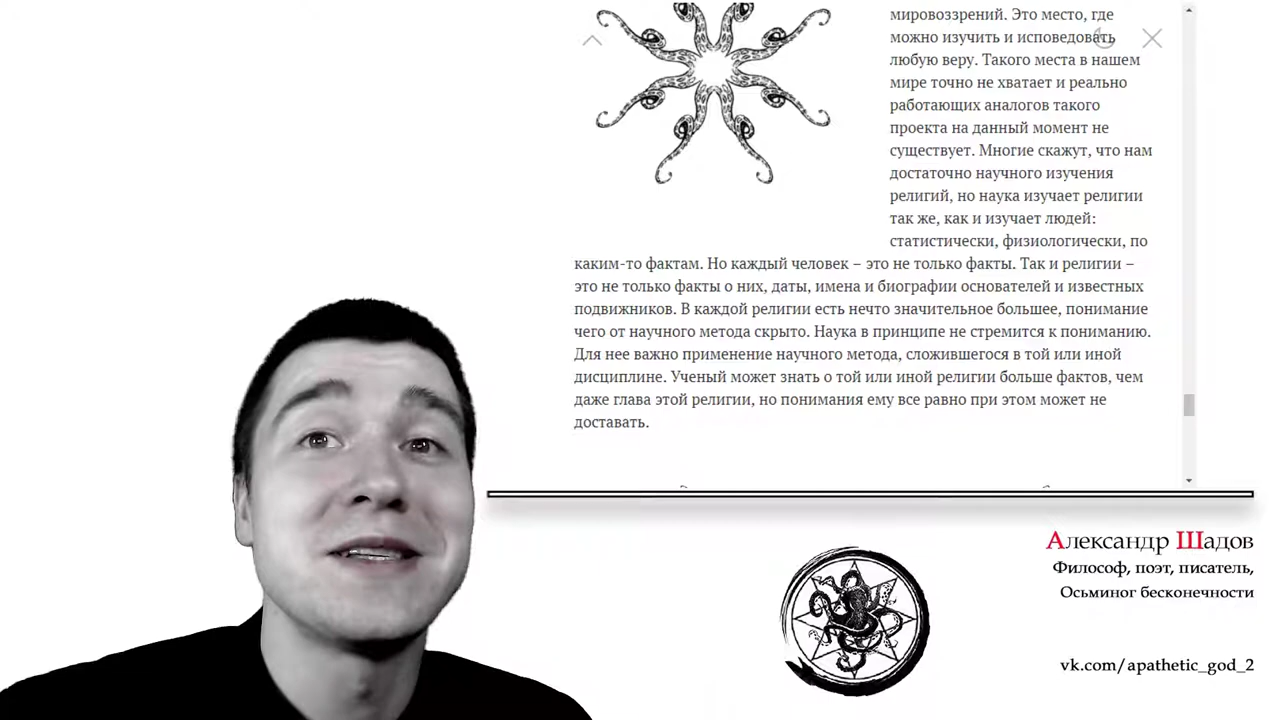 мировоззрений. Это место, где
можно изучить и исповедовать
любую веру. Такого места в нашем
мире точно не хватает и реально
работающих аналогов такого
проекта на данный момент не
существует. Многие скажут, что нам
достаточно научного изучения
религий, но наука изучает религии
так же, как и изучает людей:
статистически, физиологически, по
каким-то фактам. Но каждый человек – это не только факты. Так и религии –
это не только факты о них, даты, имена и биографии основателей и известных
подвижников. В каждой религии есть нечто значительное большее, понимание
чего от научного метода скрыто. Наука в принципе не стремится к пониманию.
Для нее важно применение научного метода, сложившегося в той или иной
дисциплине. Ученый может знать о той или иной религии больше фактов, чем
даже глава этой религии, но понимания ему все равно при этом может не
доставать.
Александр Шадов
Философ, поэт, писатель,
Осьминог бесконечности
vk.com/apathetic_god_2